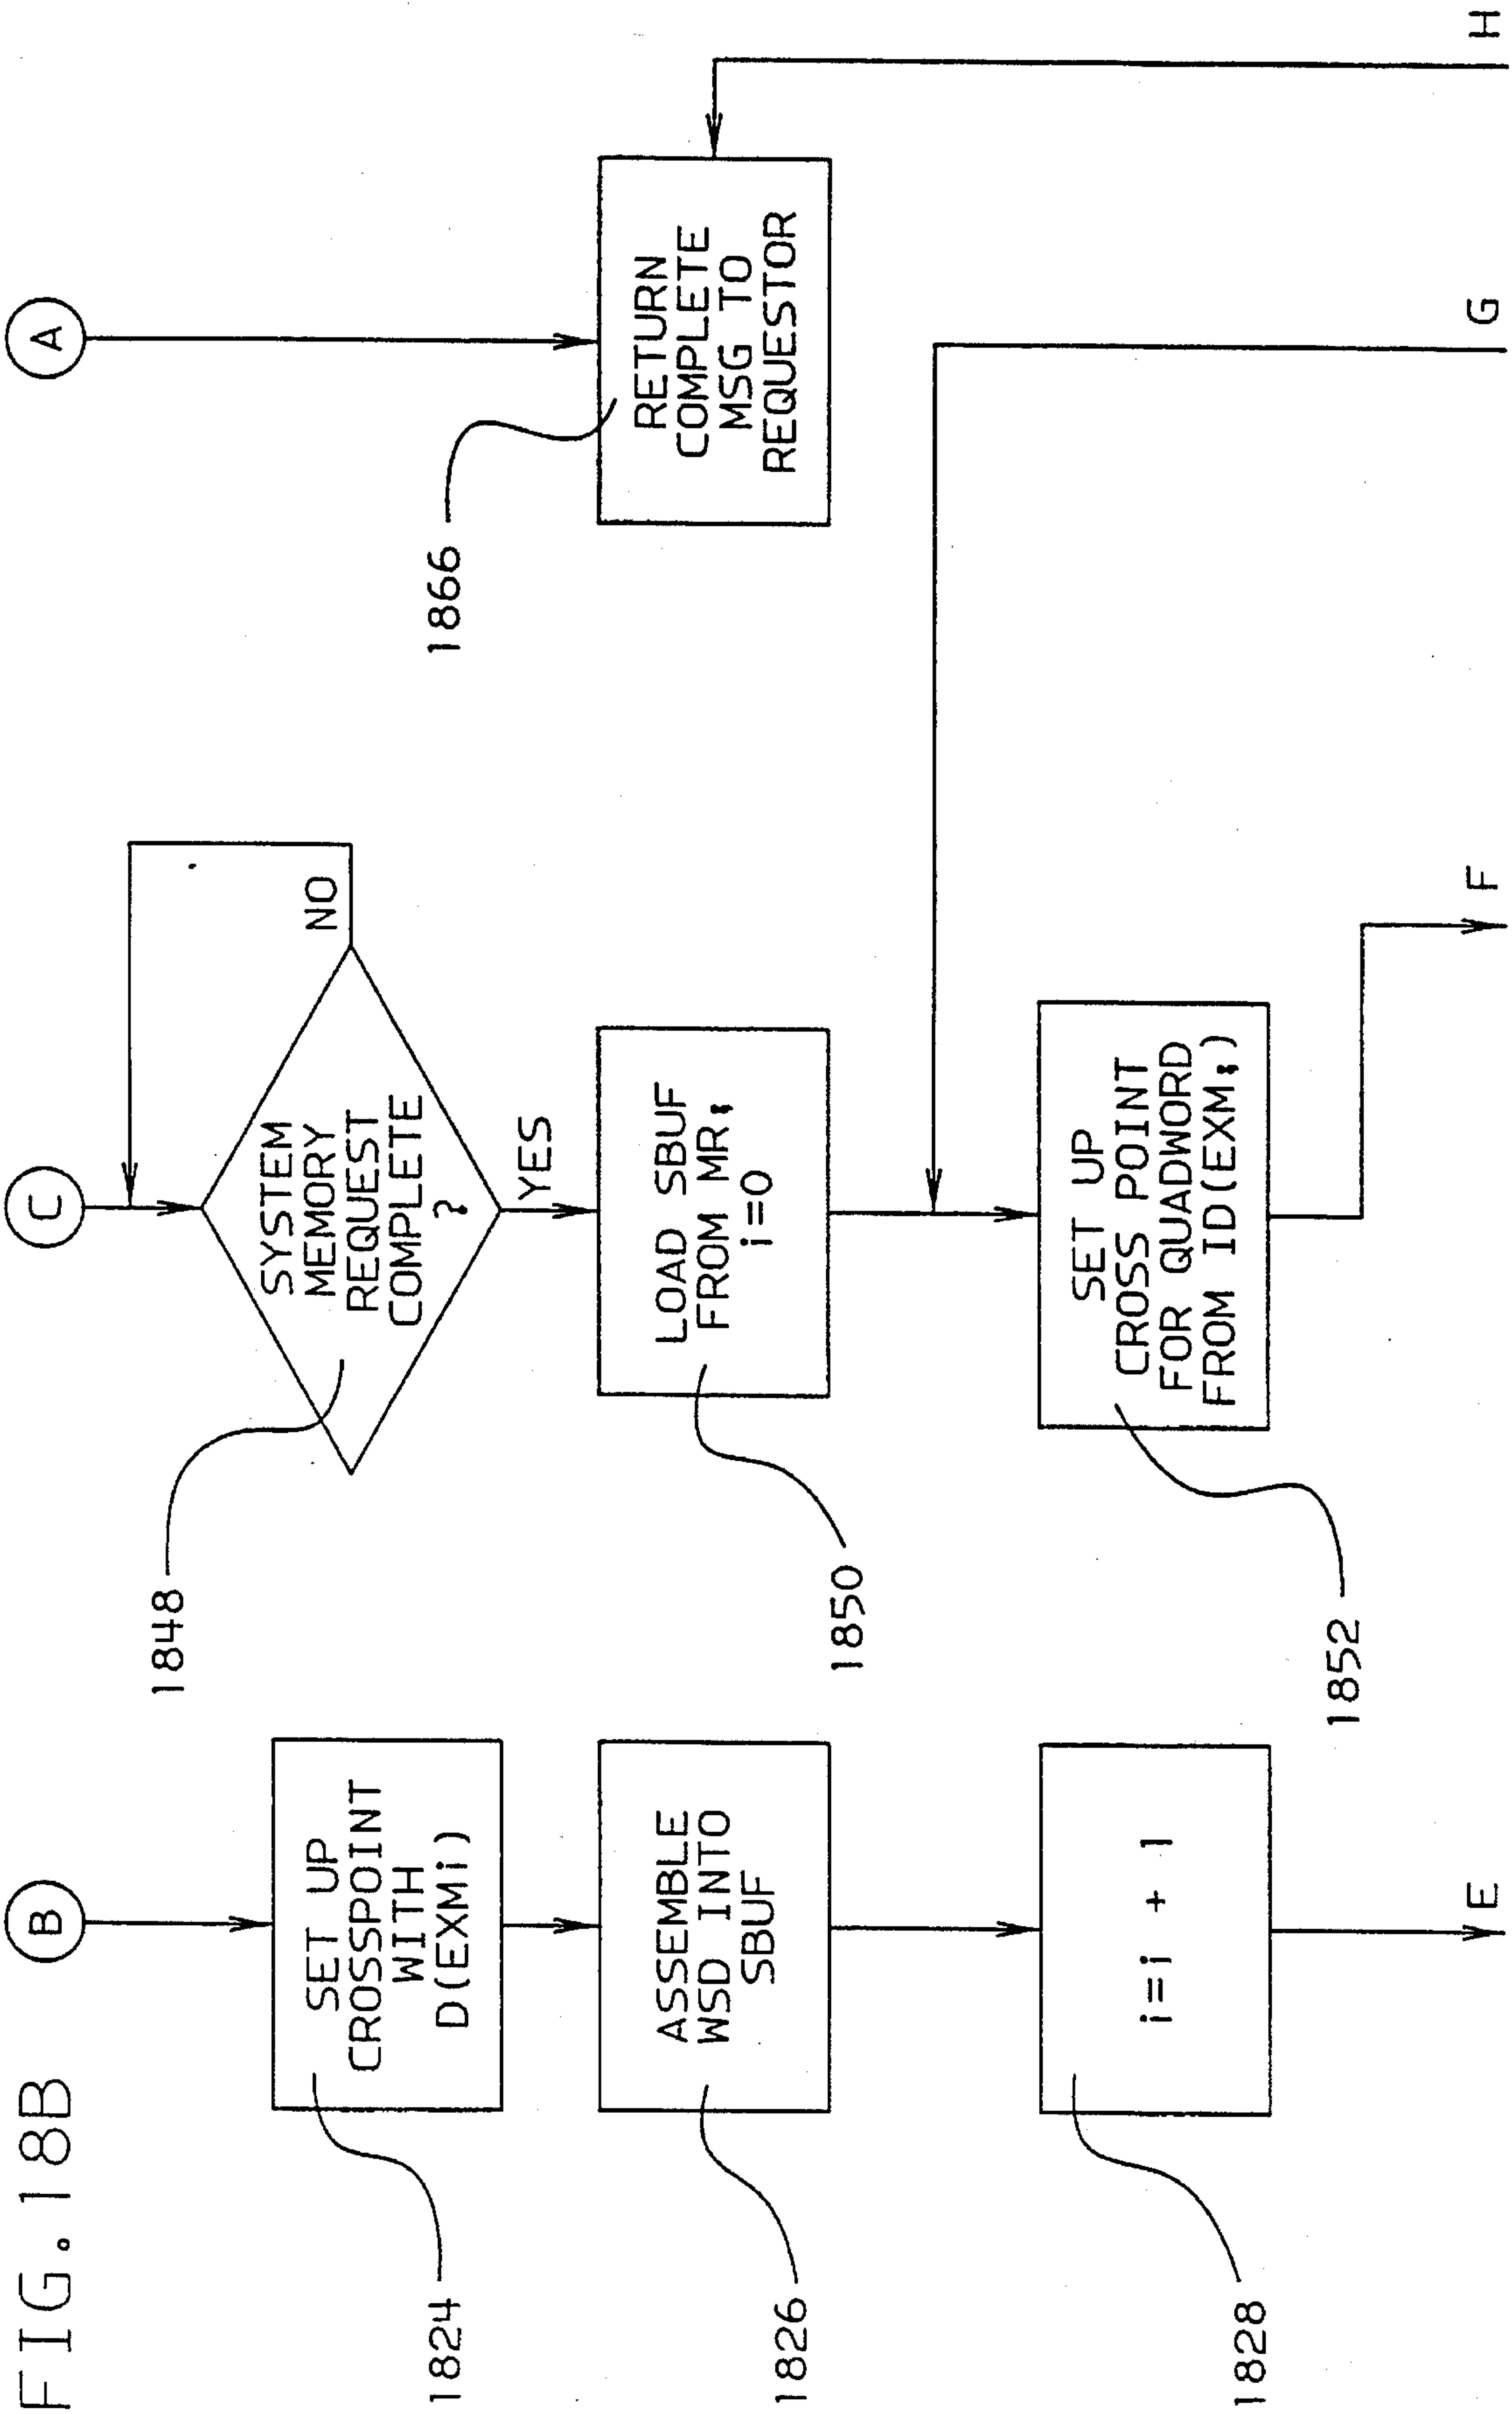 FIG.18B
B
1824
SET UP
CROSSPOINT
WITH
D(EXMi)
1826
ASSEMBLE
WSD INTO
SBUF
1828
i=i + 1
E
C
1848
SYSTEM
MEMORY
REQUEST
COMPLETE
?
NO
YES
1850
LOAD SBUF
FROM MR;
i=0
1852
SET UP
CROSS POINT
FOR QUADWORD
FROM ID(EXM;)
F
A
1866
RETURN
COMPLETE
MSG TO
REQUESTOR
G
H